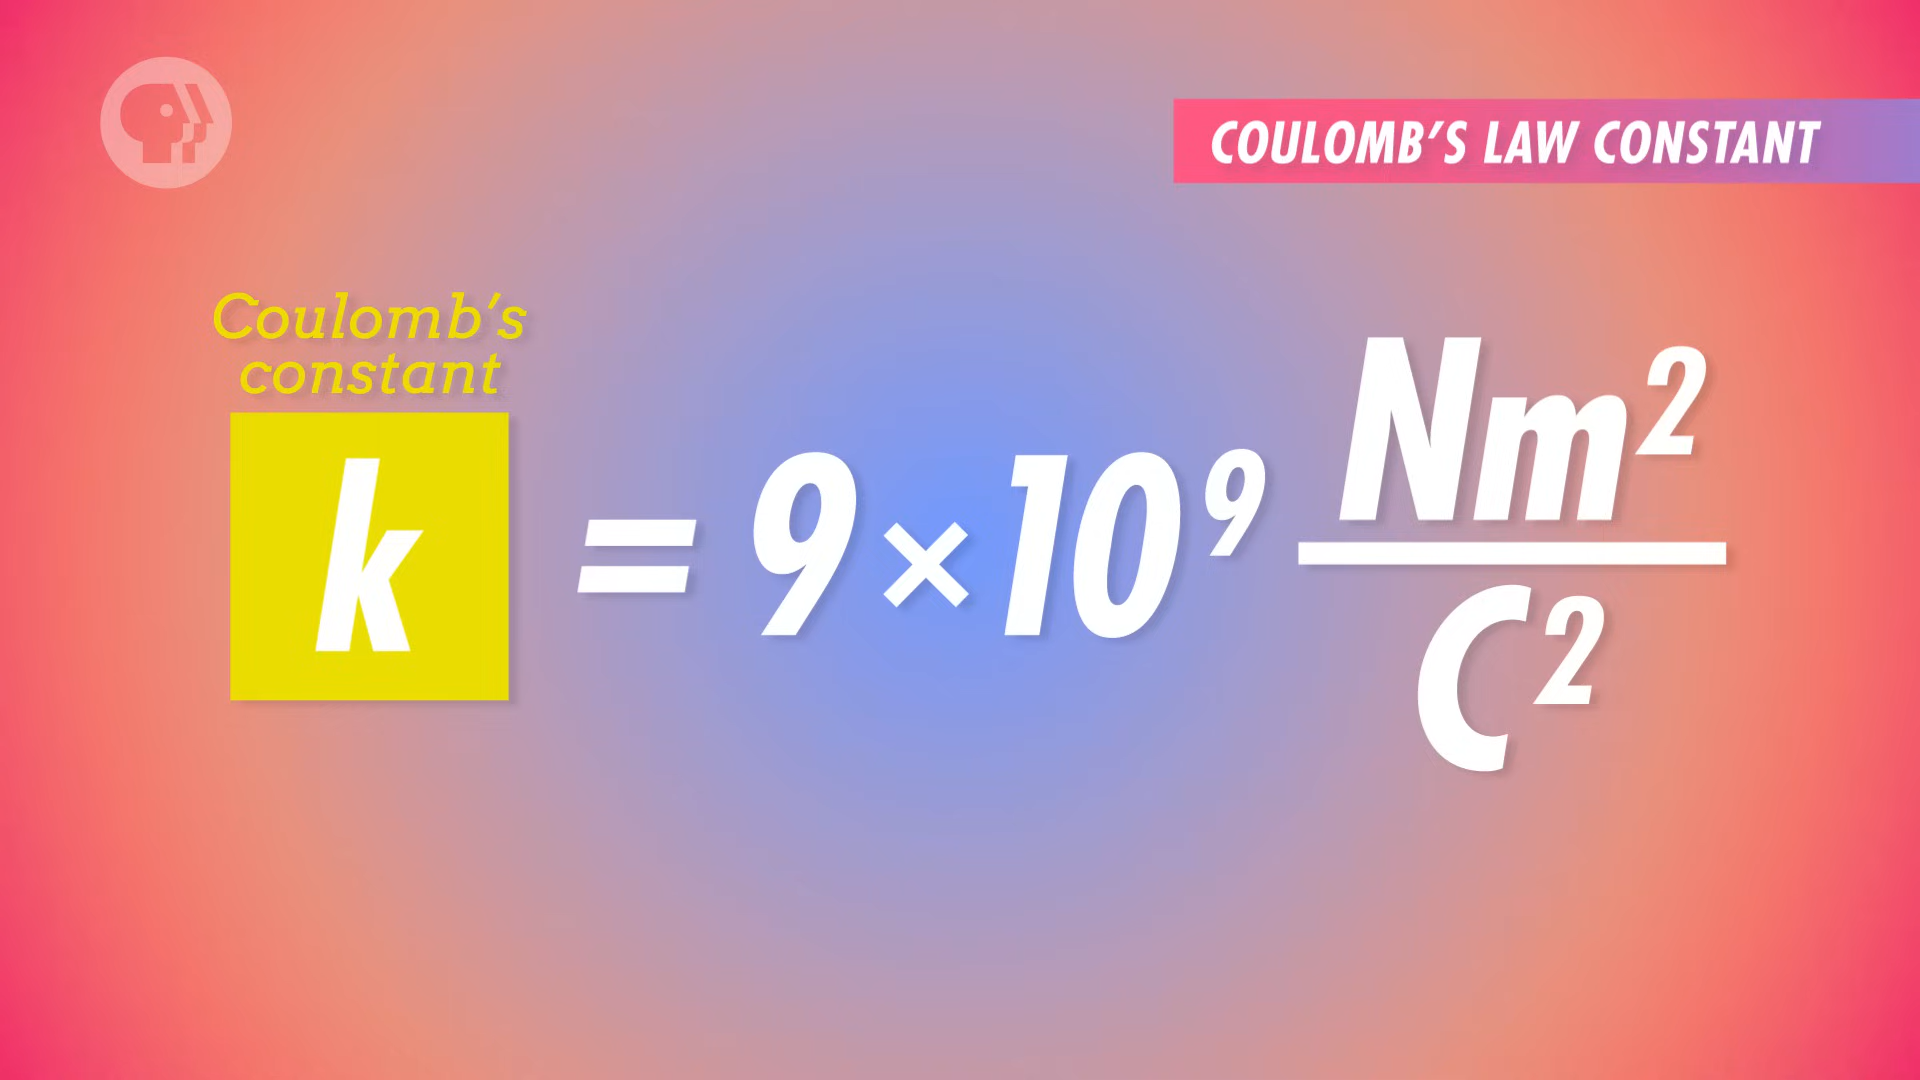 COULOMB’S LAW CONSTANT
Coulomb’s
constant
k = 9 × 10⁹ Nm² / C²